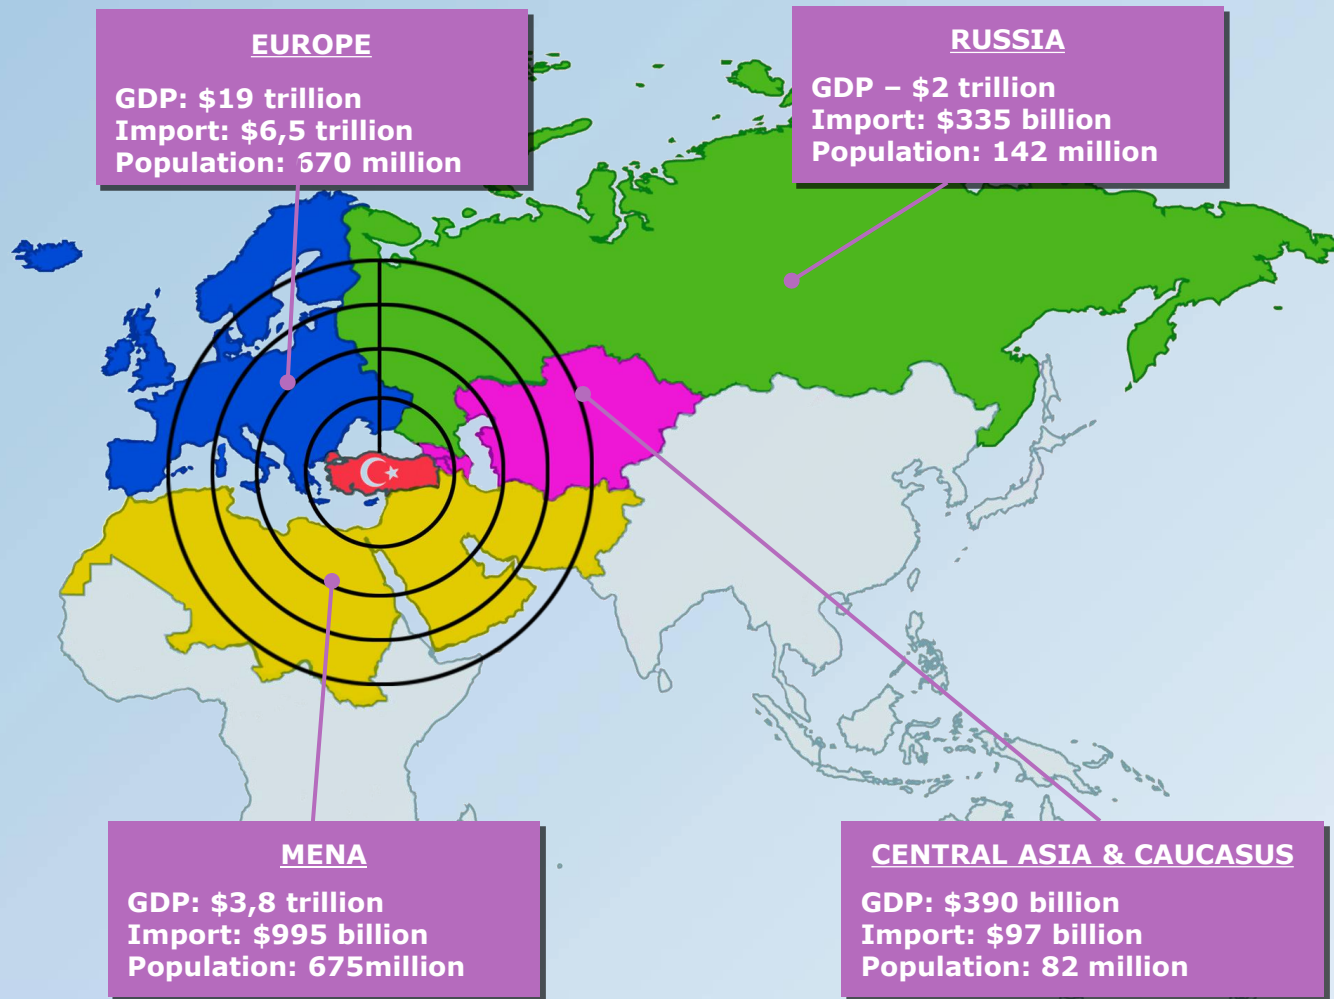 EUROPE
GDP: $19 trillion
Import: $6,5 trillion
Population: 670 million
RUSSIA
GDP – $2 trillion
Import: $335 billion
Population: 142 million
MENA
GDP: $3,8 trillion
Import: $995 billion
Population: 675million
CENTRAL ASIA & CAUCASUS
GDP: $390 billion
Import: $97 billion
Population: 82 million